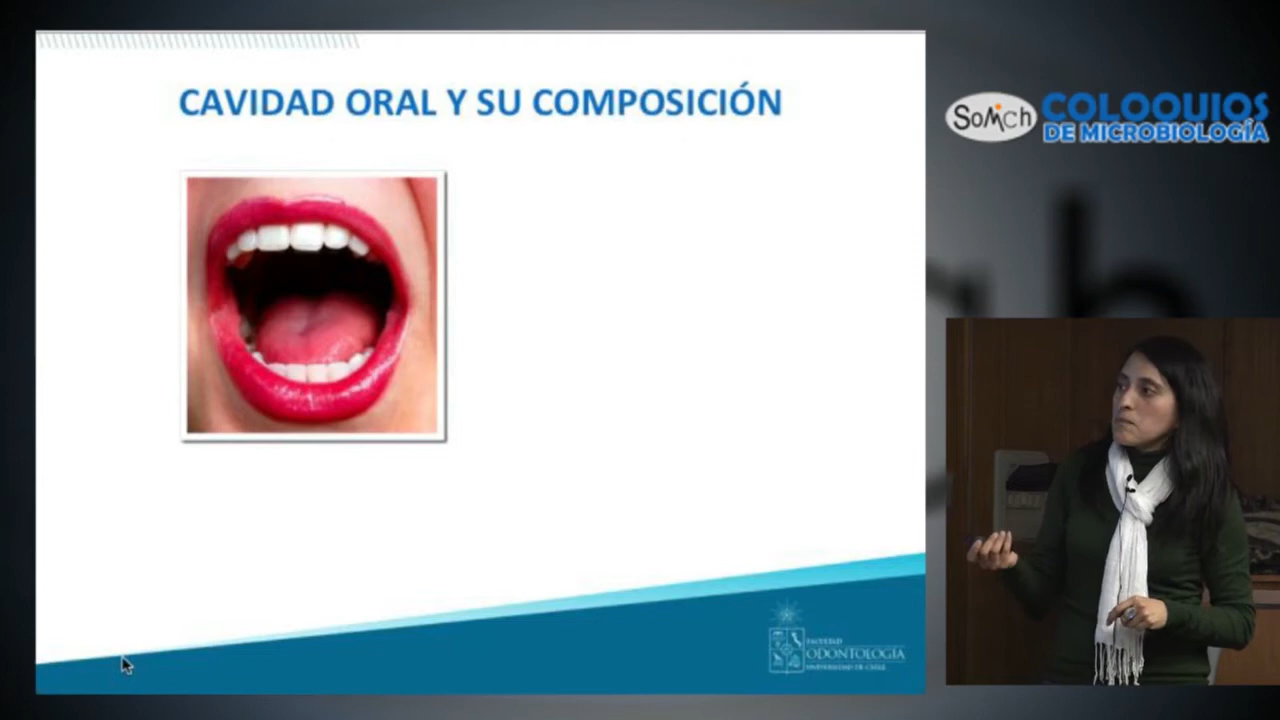 CAVIDAD ORAL Y SU COMPOSICIÓN
SoMich
COLOQUIOS
DE MICROBIOLOGÍA
FACULTAD
ODONTOLOGÍA
UNIVERSIDAD DE CHILE